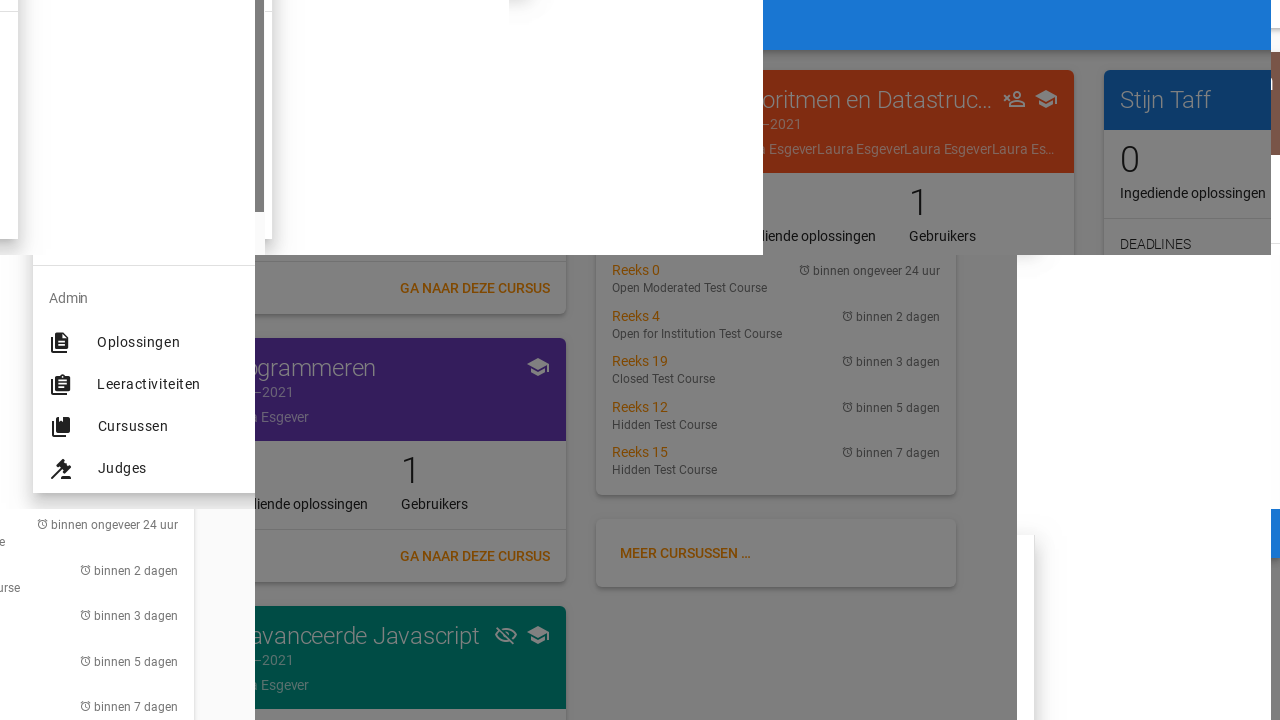 oritmen en Datastruc...
–2021
EsgeverLaura EsgeverLaura EsgeverLaura Es...
1
diende oplossingen
Gebruikers
Stijn Taff
0
Ingediende oplossingen
DEADLINES
Admin
Oplossingen
Leeractiviteiten
Cursussen
Judges
GA NAAR DEZE CURSUS
grammeren
–2021
Esgever
1
diende oplossingen
Gebruikers
GA NAAR DEZE CURSUS
avanceerde Javascript
–2021
Esgever
Reeks 0
binnen ongeveer 24 uur
Open Moderated Test Course
Reeks 4
binnen 2 dagen
Open for Institution Test Course
Reeks 19
binnen 3 dagen
Closed Test Course
Reeks 12
binnen 5 dagen
Hidden Test Course
Reeks 15
binnen 7 dagen
Hidden Test Course
MEER CURSUSSEN ...
binnen ongeveer 24 uur
e
binnen 2 dagen
urse
binnen 3 dagen
binnen 5 dagen
binnen 7 dagen